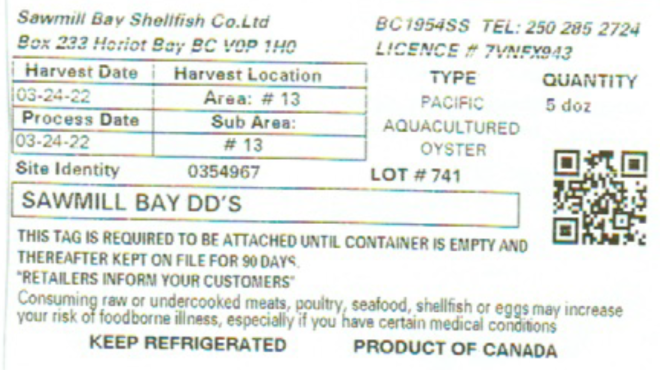 Sawmill Bay Shellfish Co.Ltd
Box 233 Heriot Bay BC V0P 1H0
BC1954SS TEL: 250 285 2724
LICENCE # 7VNFX943
Harvest Date Harvest Location
03-24-22 Area: # 13
Process Date Sub Area:
03-24-22 # 13
Site Identity 0354967
TYPE QUANTITY
PACIFIC 5 doz
AQUACULTURED
OYSTER
LOT # 741
SAWMILL BAY DD'S
THIS TAG IS REQUIRED TO BE ATTACHED UNTIL CONTAINER IS EMPTY AND
THEREAFTER KEPT ON FILE FOR 90 DAYS.
"RETAILERS INFORM YOUR CUSTOMERS"
Consuming raw or undercooked meats, poultry, seafood, shellfish or eggs may increase
your risk of foodborne illness, especially if you have certain medical conditions
KEEP REFRIGERATED PRODUCT OF CANADA